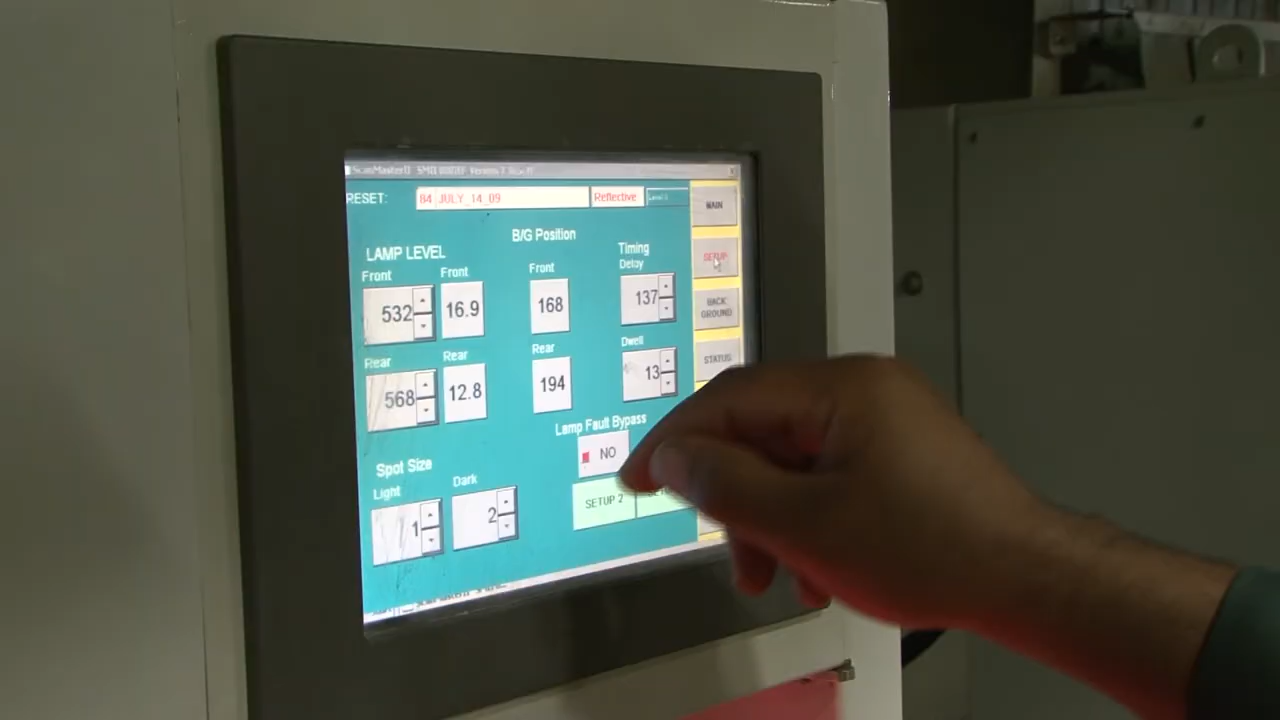 ScanMasterII SM
RESET: 84 JULY_14_09 Reflective
MAIN
B/G Position
LAMP LEVEL
Timing
Front Front Front Delay
532 16.9 168 137
SETUP
BACK GROUND
Rear Rear Rear Dwell
568 12.8 194 13
STATUS
Lamp Fault Bypass
NO
Spot Size
Light Dark
1 2
SETUP 2